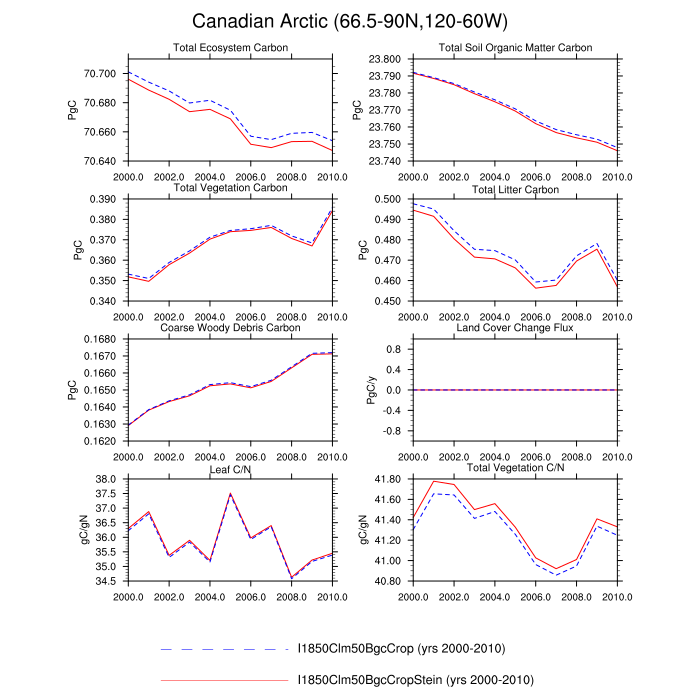 Canadian Arctic (66.5-90N,120-60W)
Total Ecosystem Carbon
PgC
70.700
70.680
70.660
70.640
2000.0 2002.0 2004.0 2006.0 2008.0 2010.0
Total Soil Organic Matter Carbon
PgC
23.800
23.790
23.780
23.770
23.760
23.750
23.740
2000.0 2002.0 2004.0 2006.0 2008.0 2010.0
Total Vegetation Carbon
PgC
0.390
0.380
0.370
0.360
0.350
0.340
2000.0 2002.0 2004.0 2006.0 2008.0 2010.0
Total Litter Carbon
PgC
0.500
0.490
0.480
0.470
0.460
0.450
2000.0 2002.0 2004.0 2006.0 2008.0 2010.0
Coarse Woody Debris Carbon
PgC
0.1680
0.1670
0.1660
0.1650
0.1640
0.1630
0.1620
2000.0 2002.0 2004.0 2006.0 2008.0 2010.0
Land Cover Change Flux
PgC/y
0.8
0.4
0.0
-0.4
-0.8
2000.0 2002.0 2004.0 2006.0 2008.0 2010.0
Leaf C/N
gC/gN
38.0
37.5
37.0
36.5
36.0
35.5
35.0
34.5
2000.0 2002.0 2004.0 2006.0 2008.0 2010.0
Total Vegetation C/N
gC/gN
41.80
41.60
41.40
41.20
41.00
40.80
2000.0 2002.0 2004.0 2006.0 2008.0 2010.0
I1850Clm50BgcCrop (yrs 2000-2010)
I1850Clm50BgcCropStein (yrs 2000-2010)